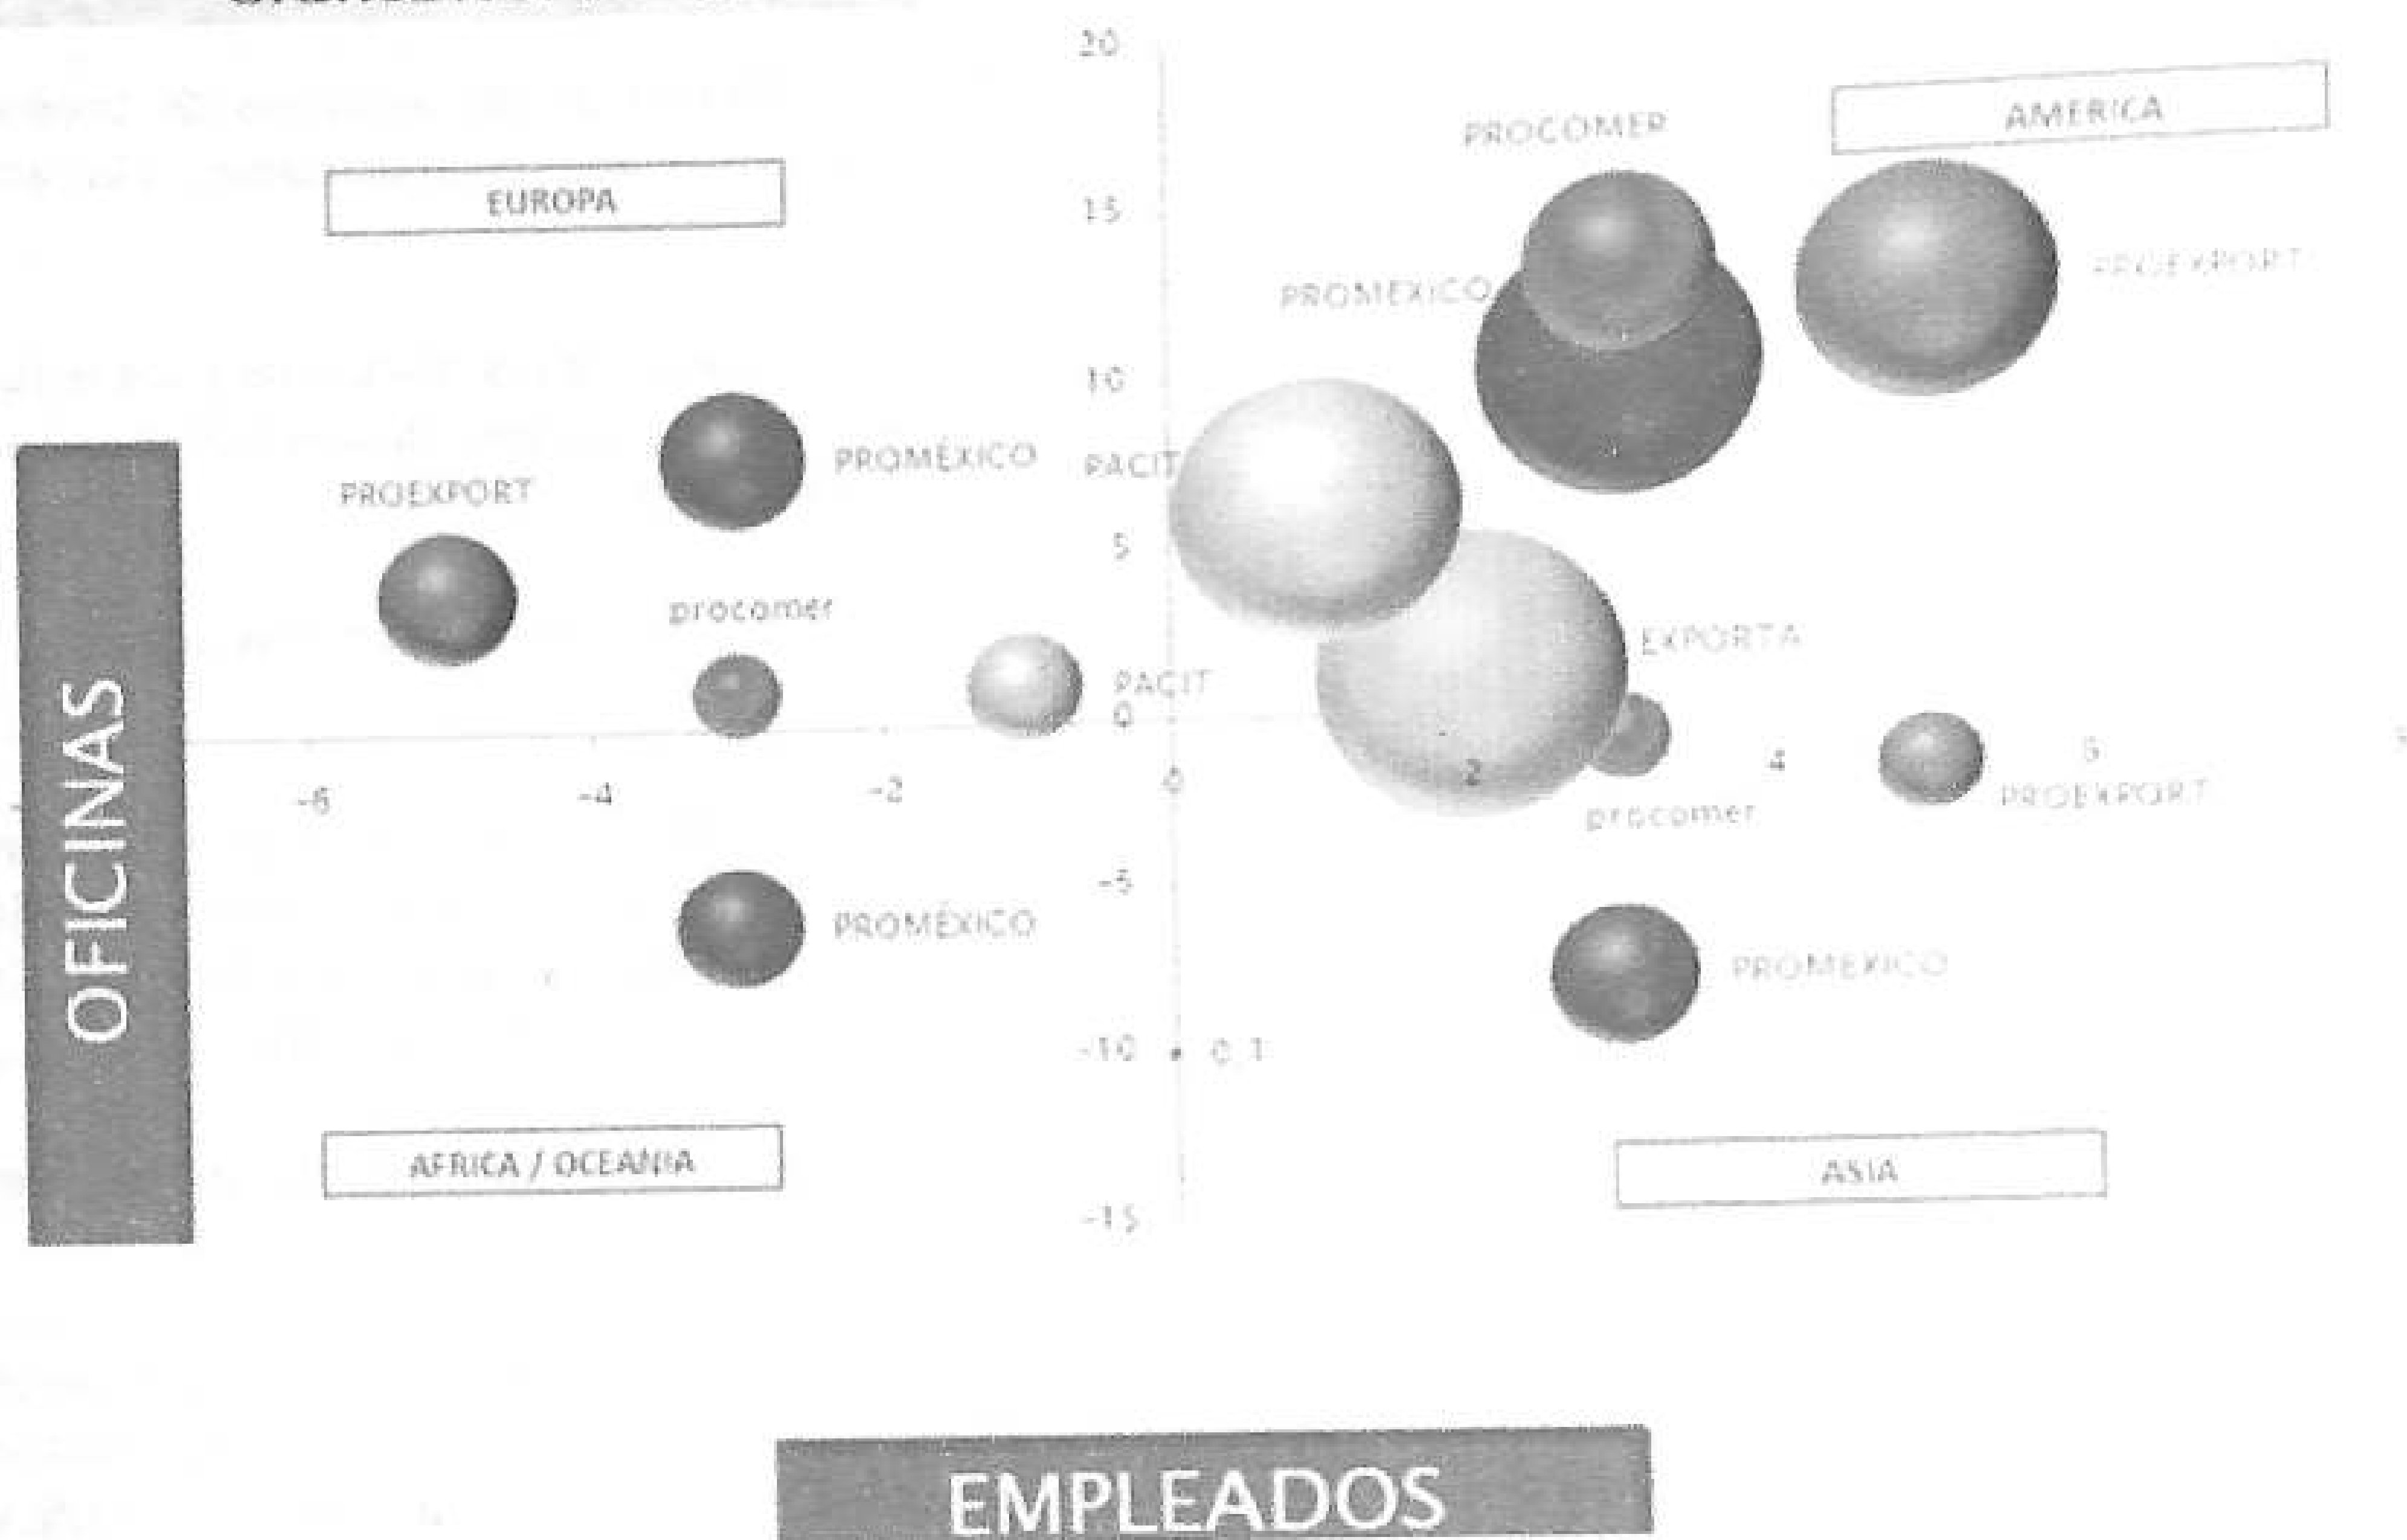 20
AMERICA
PROCOMER
EUROPA
15
PROEXPORT
PROMEXICO
10
PROMÉXICO
PACIT
PROEXPORT
5
procomer
EXPORTA
PACIT
0
-6
-4
-2
0
2
4
6
procomer
PROEXPORT
-5
PROMÉXICO
PROMEXICO
-10
0.1
OFICINAS
AFRICA / OCEANIA
ASIA
-15
EMPLEADOS